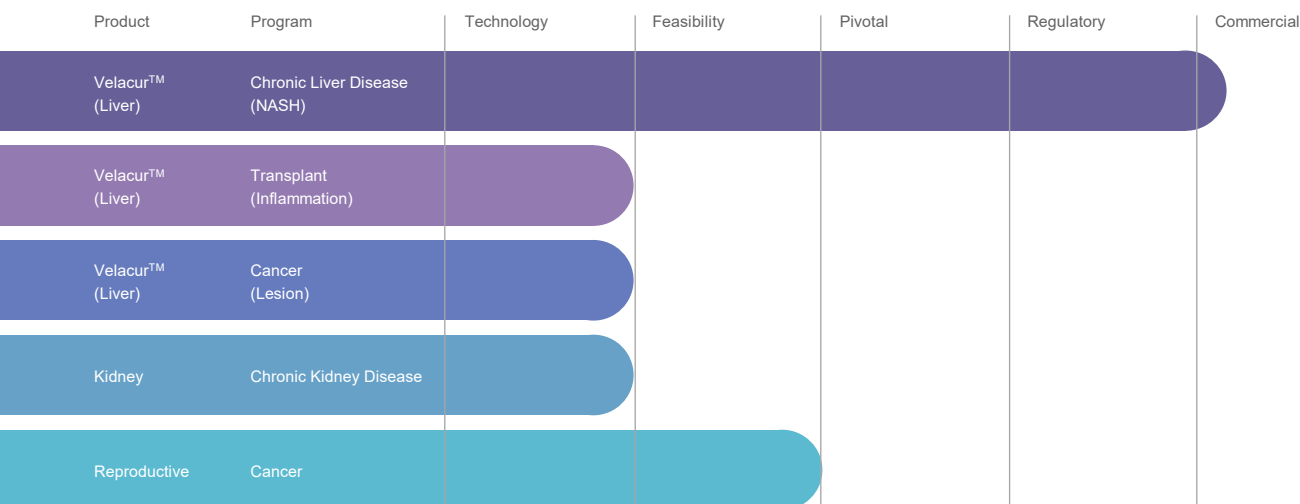 Product Program Technology Feasibility Pivotal Regulatory Commercial
Velacur™ Chronic Liver Disease
(Liver) (NASH)
Velacur™ Transplant
(Liver) (Inflammation)
Velacur™ Cancer
(Liver) (Lesion)
Kidney Chronic Kidney Disease
Reproductive Cancer